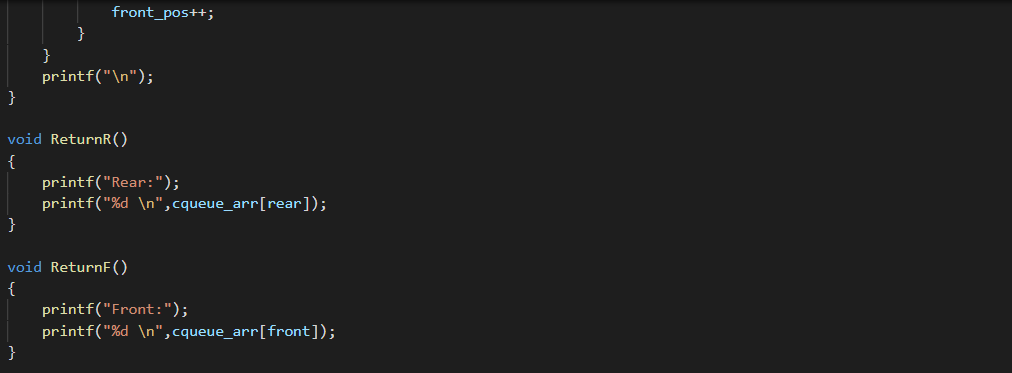 front_pos++;
        }
    }
    printf("\n");
}

void ReturnR()
{
    printf("Rear:");
    printf("%d \n",cqueue_arr[rear]);
}

void ReturnF()
{
    printf("Front:");
    printf("%d \n",cqueue_arr[front]);
}